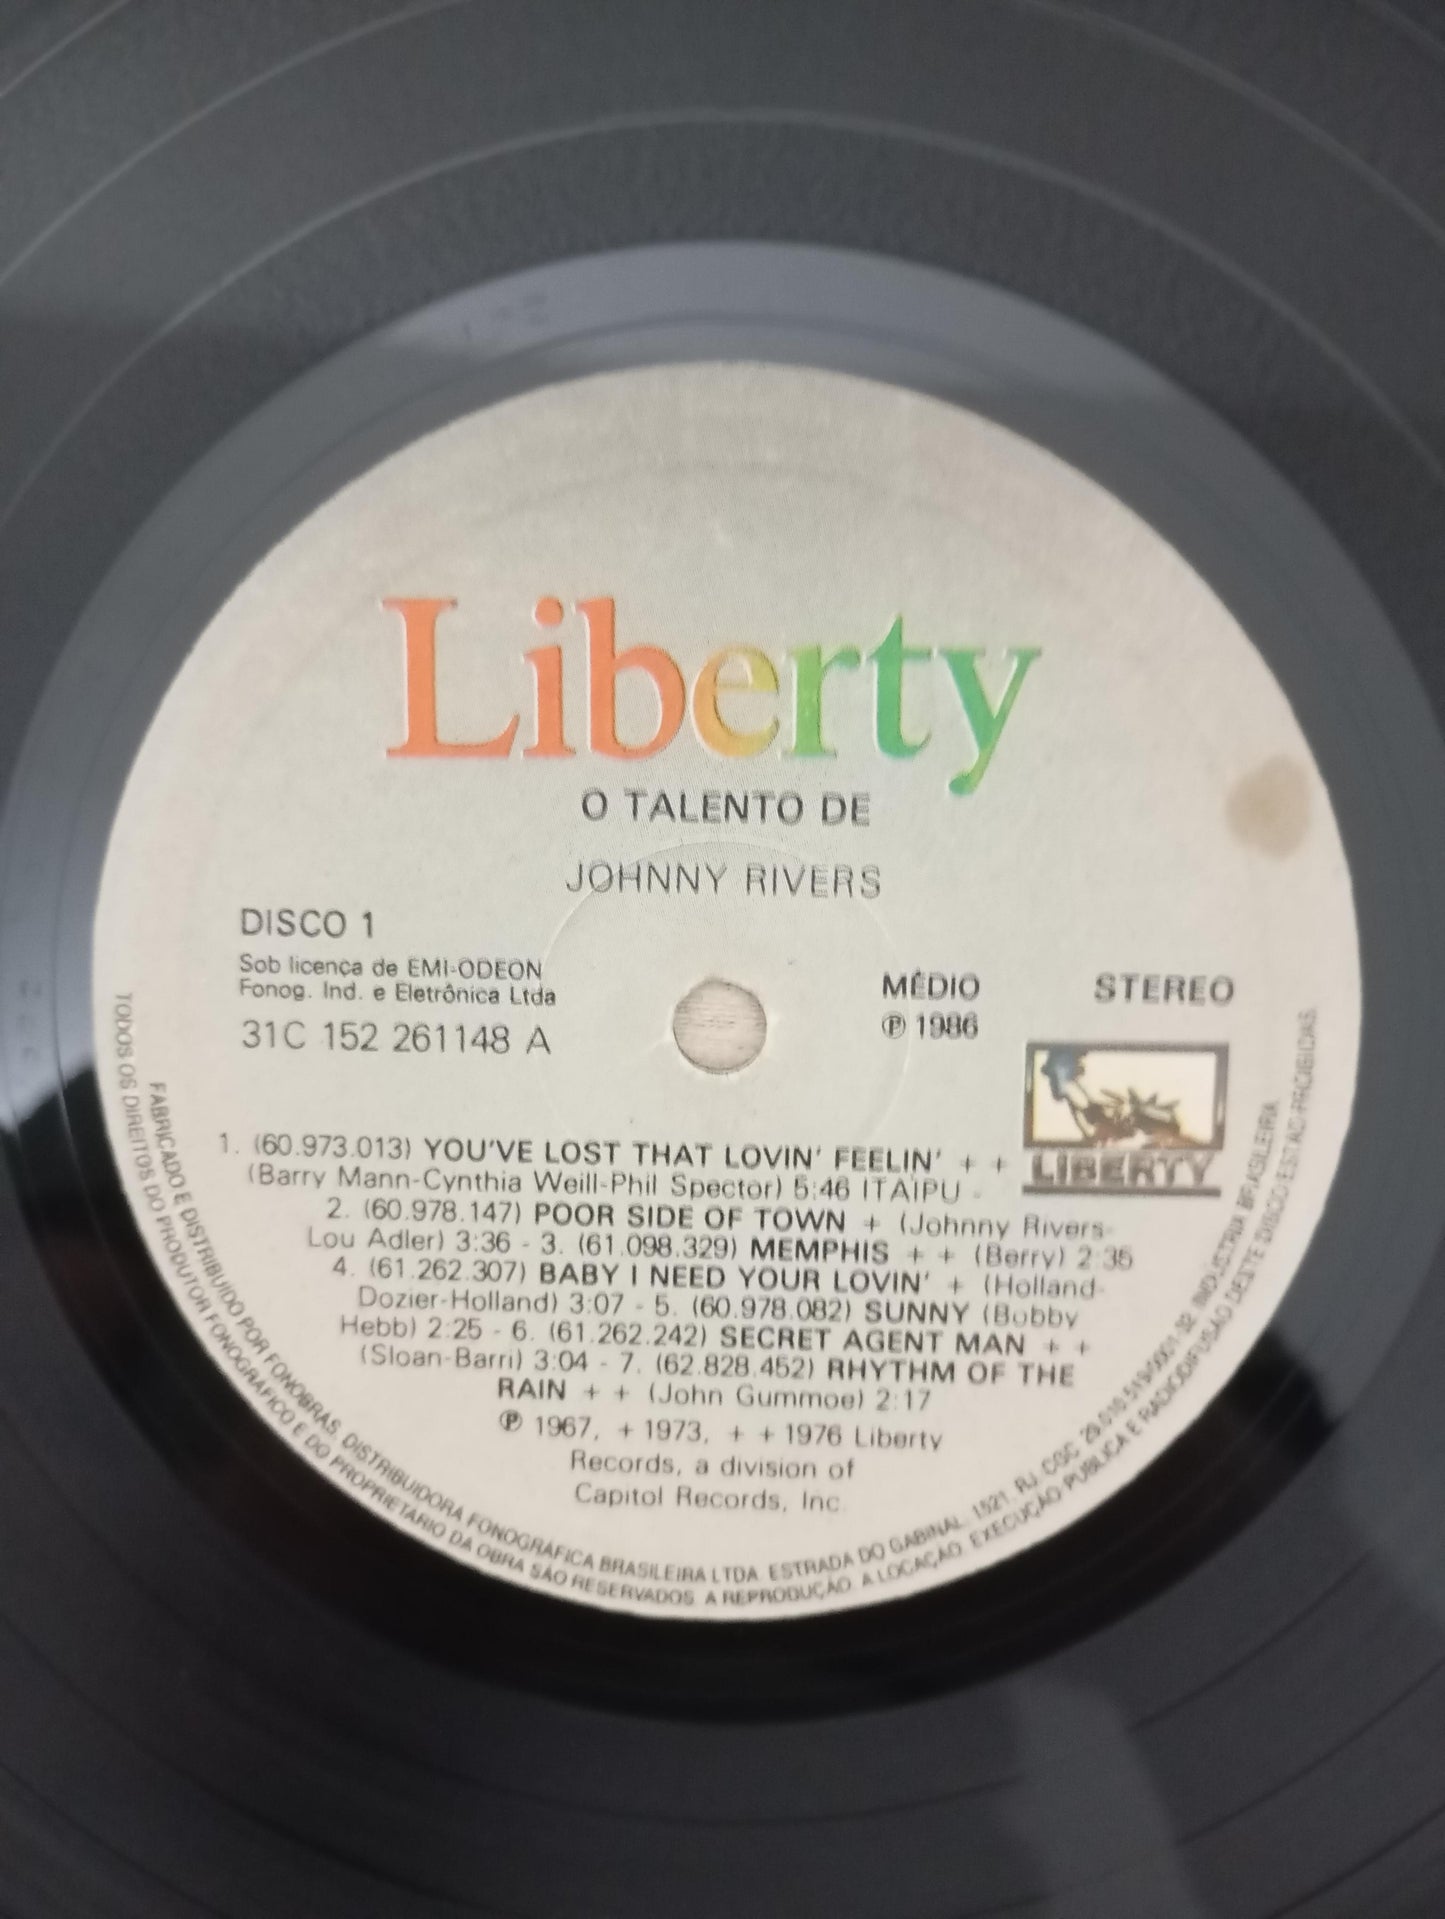 Liberty
O TALENTO DE
JOHNNY RIVERS
DISCO 1
Sob licença de EMI-ODEON
Fonog. Ind. e Eletrônica Ltda
31C 152 261148 A
MÉDIO
℗ 1986
STEREO
LIBERTY
1. (60.973.013) YOU'VE LOST THAT LOVIN' FEELIN' + +
(Barry Mann-Cynthia Weill-Phil Spector) 5:46 ITAIPU -
2. (60.978.147) POOR SIDE OF TOWN + (Johnny Rivers-
Lou Adler) 3:36 - 3. (61.098.329) MEMPHIS + + (Berry) 2:35
4. (61.262.307) BABY I NEED YOUR LOVIN' + (Holland-
Dozier-Holland) 3:07 - 5. (60.978.082) SUNNY (Bobby
Hebb) 2:25 - 6. (61.262.242) SECRET AGENT MAN + +
(Sloan-Barri) 3:04 - 7. (62.828.452) RHYTHM OF THE
RAIN + + (John Gummoe) 2:17
℗ 1967, + 1973, + + 1976 Liberty
Records, a division of
Capitol Records, Inc.
FABRICADO E DISTRIBUIDO POR FONOBRAS, DISTRIBUIDORA FONOGRÁFICA BRASILEIRA LTDA. ESTRADA DO GABINAL, 1521, RJ. CGC 29.010.519/0001-32. INDÚSTRIA BRASILEIRA
TODOS OS DIREITOS DO PRODUTOR FONOGRÁFICO E DO PROPRIETÁRIO DA OBRA SÃO RESERVADOS. A REPRODUÇÃO, A LOCAÇÃO, EXECUÇÃO PÚBLICA E RADIODIFUSÃO DESTE DISCO ESTÃO PROIBIDAS.